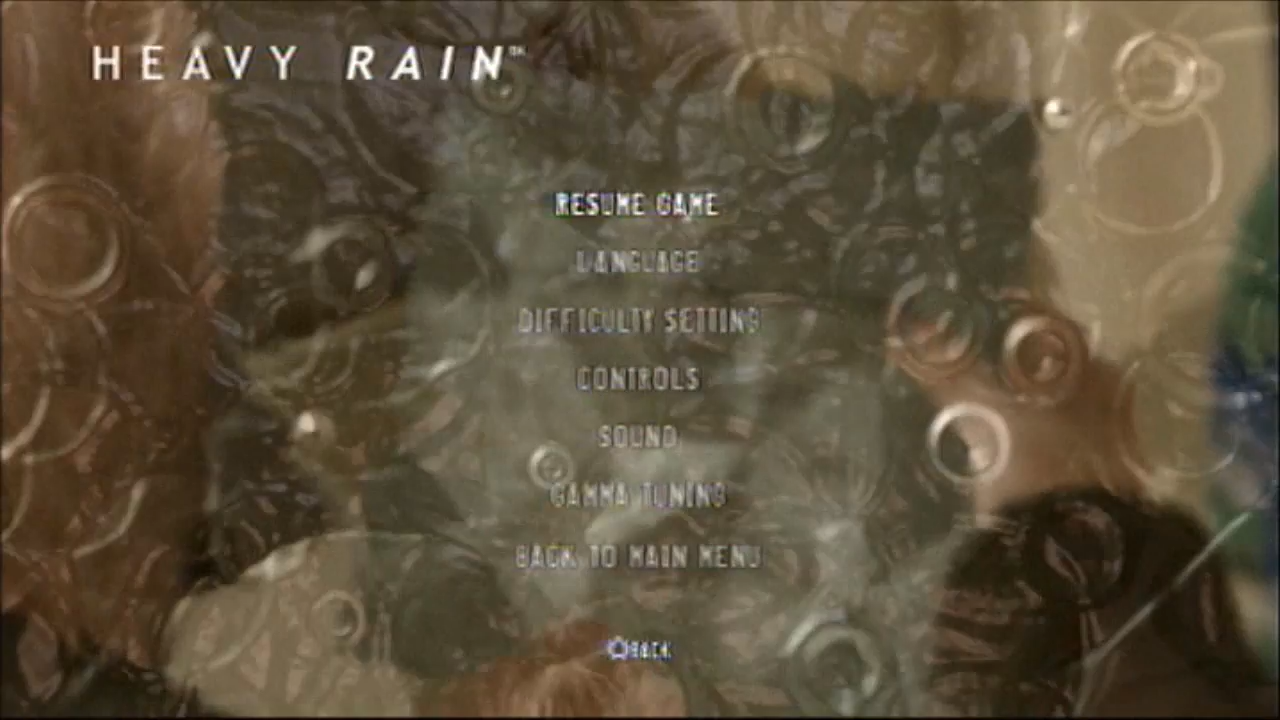 HEAVY RAIN™
RESUME GAME
LANGUAGE
DIFFICULTY SETTING
CONTROLS
SOUND
GAMMA TUNING
BACK TO MAIN MENU
BACK